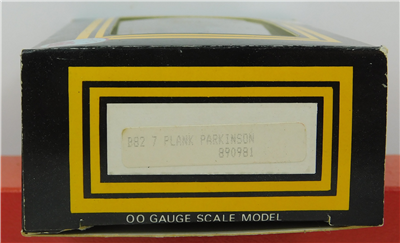 B82 7 PLANK PARKINSON
890981
OO GAUGE SCALE MODEL